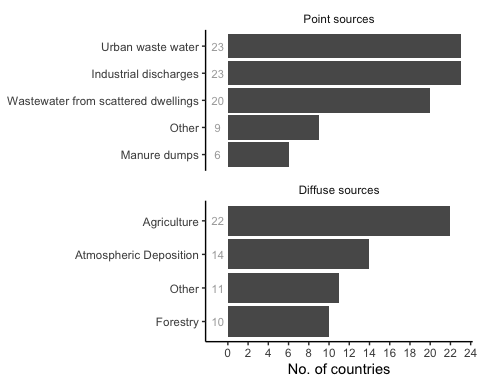 Point sources
Urban waste water 23
Industrial discharges 23
Wastewater from scattered dwellings 20
Other 9
Manure dumps 6
Diffuse sources
Agriculture 22
Atmospheric Deposition 14
Other 11
Forestry 10
0 2 4 6 8 10 12 14 16 18 20 22 24
No. of countries